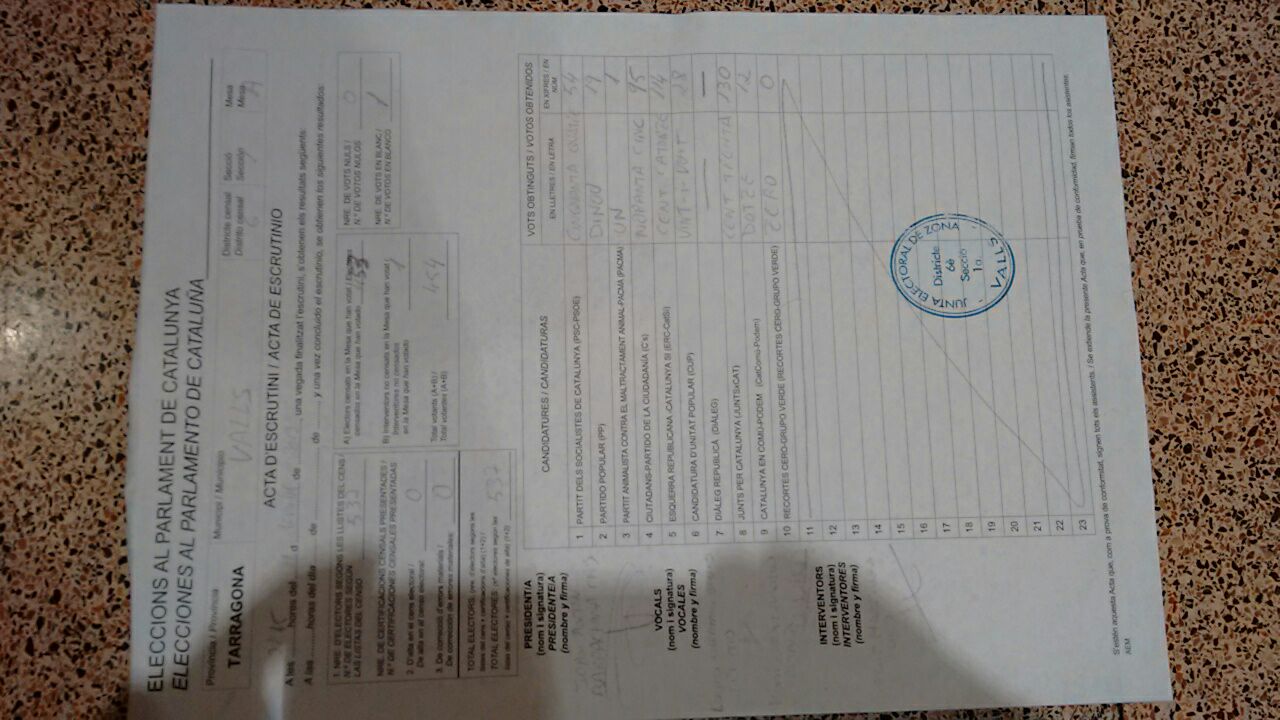 ELECCIONS AL PARLAMENT DE CATALUNYA
ELECCIONES AL PARLAMENTO DE CATALUÑA
Província / Provincia
Municipi / Municipio
Districte censal
Distrito censal
Secció
Sección
Mesa
Mesa
TARRAGONA
VALLS
6
ACTA D'ESCRUTINI / ACTA DE ESCRUTINIO
A les hores del d de , una vegada finalitzat l'escrutini, s'obtenen els resultats següents:
A las horas del día de de , y una vez concluido el escrutinio, se obtienen los siguientes resultados:
1. NRE. D'ELECTORS SEGONS LES LLISTES DEL CENS /
N.º DE ELECTORES SEGÚN
LAS LISTAS DEL CENSO
532
NRE. DE CERTIFICACIONS CENSALS PRESENTADES /
N.º DE CERTIFICACIONES CENSALES PRESENTADAS
2. D'alta en el cens electoral /
De alta en el censo electoral
0
3. De correcció d'errors materials /
De corrección de errores materiales
0
TOTAL ELECTORS
TOTAL ELECTORES
532
A) Electors censats en la Mesa que han votat /
censados en la Mesa que han votado
453
B) Interventors no censats en la Mesa que han votat /
Interventores no censados
en la Mesa que han votado
1
Total votants (A+B) /
Total votantes (A+B)
454
NRE. DE VOTS NULS /
N.º DE VOTOS NULOS
0
NRE. DE VOTS EN BLANC /
N.º DE VOTOS EN BLANCO
1
CANDIDATURES / CANDIDATURAS
VOTS OBTINGUTS / VOTOS OBTENIDOS
EN LLETRES / EN LETRA
EN XIFRES / EN NÚM.
1 PARTIT DELS SOCIALISTES DE CATALUNYA (PSC-PSOE) 54
2 PARTIDO POPULAR (PP) DINOU 19
3 PARTIT ANIMALISTA CONTRA EL MALTRACTAMENT ANIMAL-PACMA (PACMA) UN 1
4 CIUTADANS-PARTIDO DE LA CIUDADANÍA (C's) NORANTA CINC 95
5 ESQUERRA REPUBLICANA-CATALUNYA SÍ (ERC-CatSí) CENT
6 CANDIDATURA D'UNITAT POPULAR (CUP) VINT-I-VUIT 28
7 DIÀLEG REPUBLICÀ (DIÀLEG) — —
8 JUNTS PER CATALUNYA (JUNTSxCAT) CENT TRENTA 130
9 CATALUNYA EN COMÚ-PODEM (CatComú-Podem) DOTZE 12
10 RECORTES CERO-GRUPO VERDE (RECORTES CERO-GRUPO VERDE) ZERO 0
11
12
13
14
15
16
17
18
19
20
21
22
23
PRESIDENT/A
(nom i signatura)
PRESIDENTE/A
(nombre y firma)
VOCALS
(nom i signatura)
VOCALES
(nombre y firma)
INTERVENTORS
(nom i signatura)
INTERVENTORES
(nombre y firma)
JUNTA ELECTORAL DE ZONA
Districte
6è
Secció
1a.
VALLS
S'estén aquesta Acta que, com a prova de conformitat, signen tots els assistents. / Se extiende la presente Acta que, en prueba de conformidad, firman todos los asistentes.
AEM